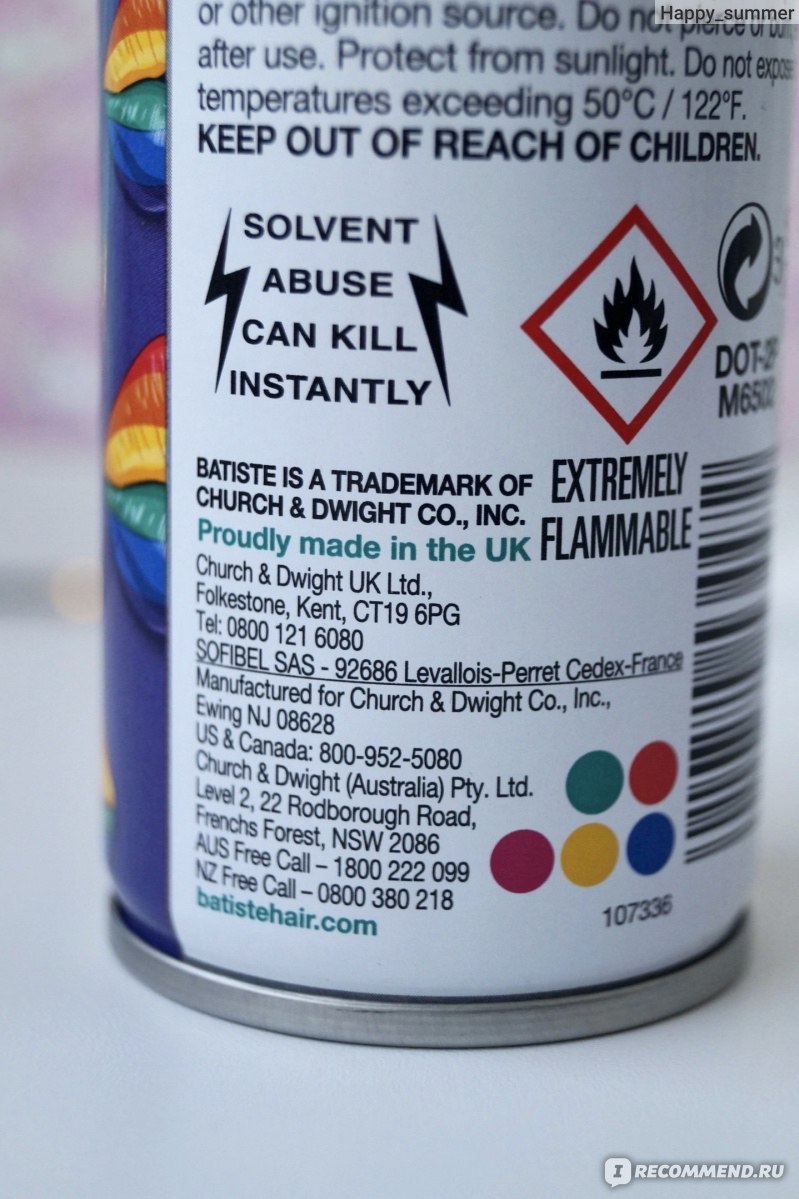 Happy_summer
or other ignition source. Do not pierce or burn
after use. Protect from sunlight. Do not expose
temperatures exceeding 50°C / 122°F.
KEEP OUT OF REACH OF CHILDREN.
SOLVENT
ABUSE
CAN KILL
INSTANTLY
EXTREMELY
FLAMMABLE
BATISTE IS A TRADEMARK OF
CHURCH & DWIGHT CO., INC.
Proudly made in the UK
Church & Dwight UK Ltd.,
Folkestone, Kent, CT19 6PG
Tel: 0800 121 6080
SOFIBEL SAS - 92686 Levallois-Perret Cedex-France
Manufactured for Church & Dwight Co., Inc.,
Ewing NJ 08628
US & Canada: 800-952-5080
Church & Dwight (Australia) Pty. Ltd.
Level 2, 22 Rodborough Road,
Frenchs Forest, NSW 2086
AUS Free Call – 1800 222 099
NZ Free Call – 0800 380 218
batistehair.com
107336
IRECOMMEND.RU